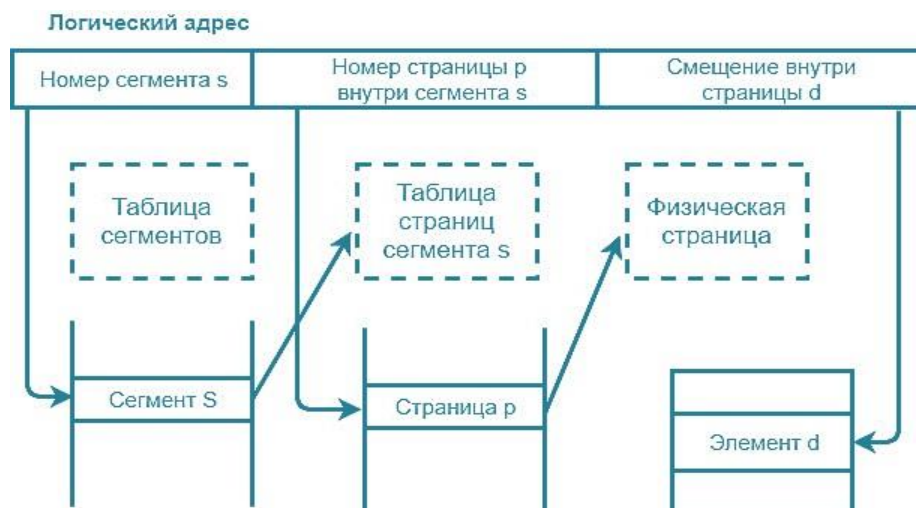 Логический адрес
Номер сегмента s
Номер страницы p
внутри сегмента s
Смещение внутри
страницы d
Таблица
сегментов
Таблица
страниц
сегмента s
Физическая
страница
Сегмент S
Страница p
Элемент d